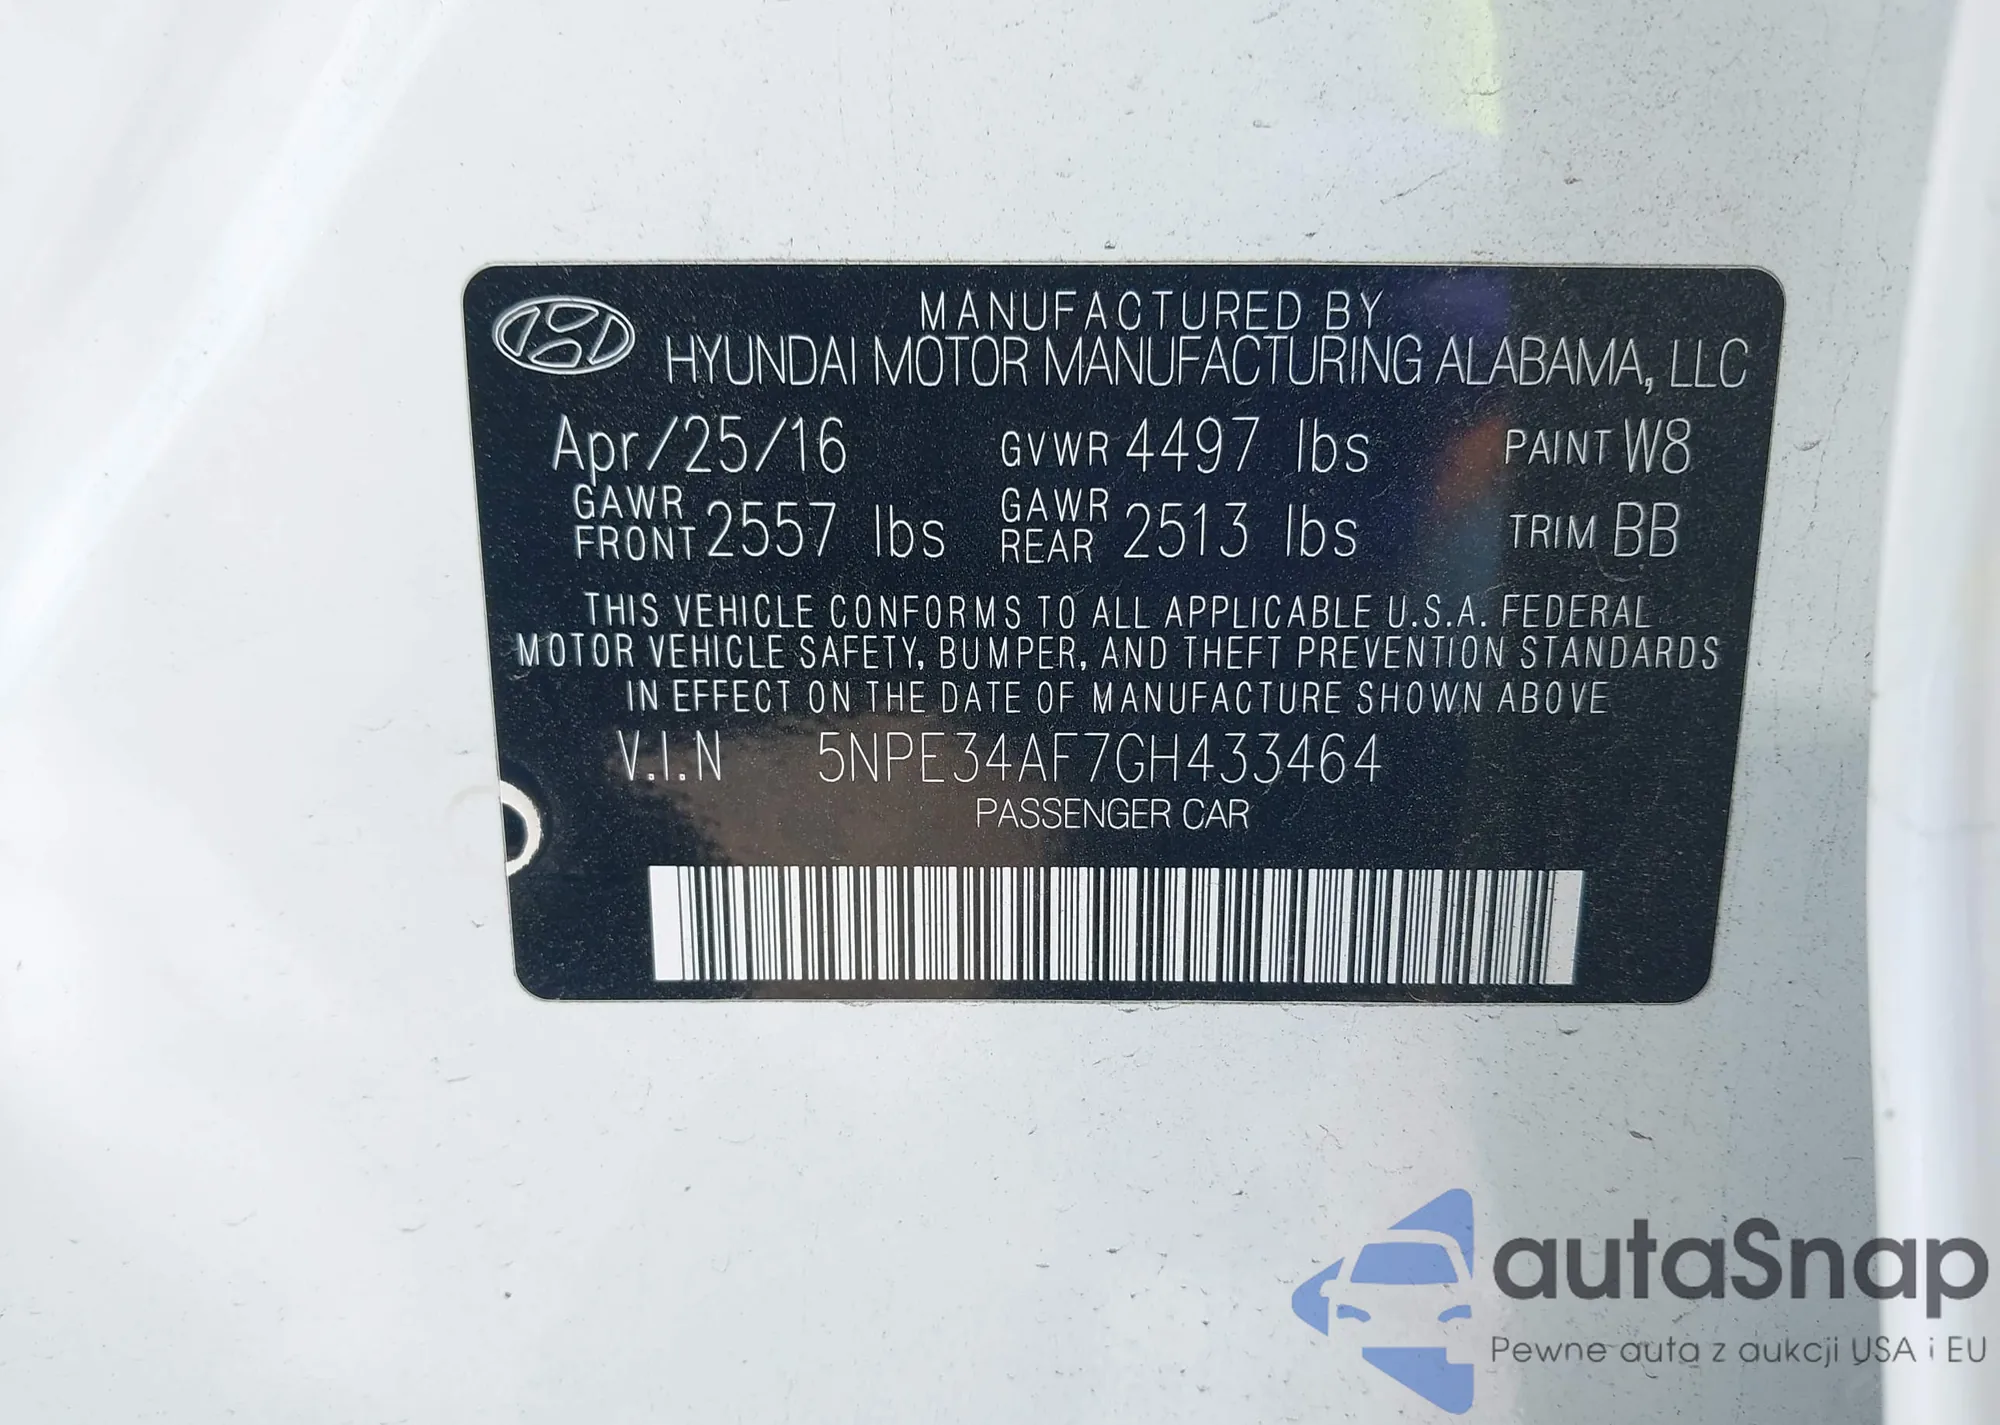 MANUFACTURED BY
HYUNDAI MOTOR MANUFACTURING ALABAMA, LLC
Apr/25/16 GVWR 4497 lbs PAINT W8
GAWR FRONT 2557 lbs GAWR REAR 2513 lbs TRIM BB
THIS VEHICLE CONFORMS TO ALL APPLICABLE U.S.A. FEDERAL
MOTOR VEHICLE SAFETY, BUMPER, AND THEFT PREVENTION STANDARDS
IN EFFECT ON THE DATE OF MANUFACTURE SHOWN ABOVE
V.I.N 5NPE34AF7GH433464
PASSENGER CAR
autaSnap
Pewne auta z aukcji USA i EU